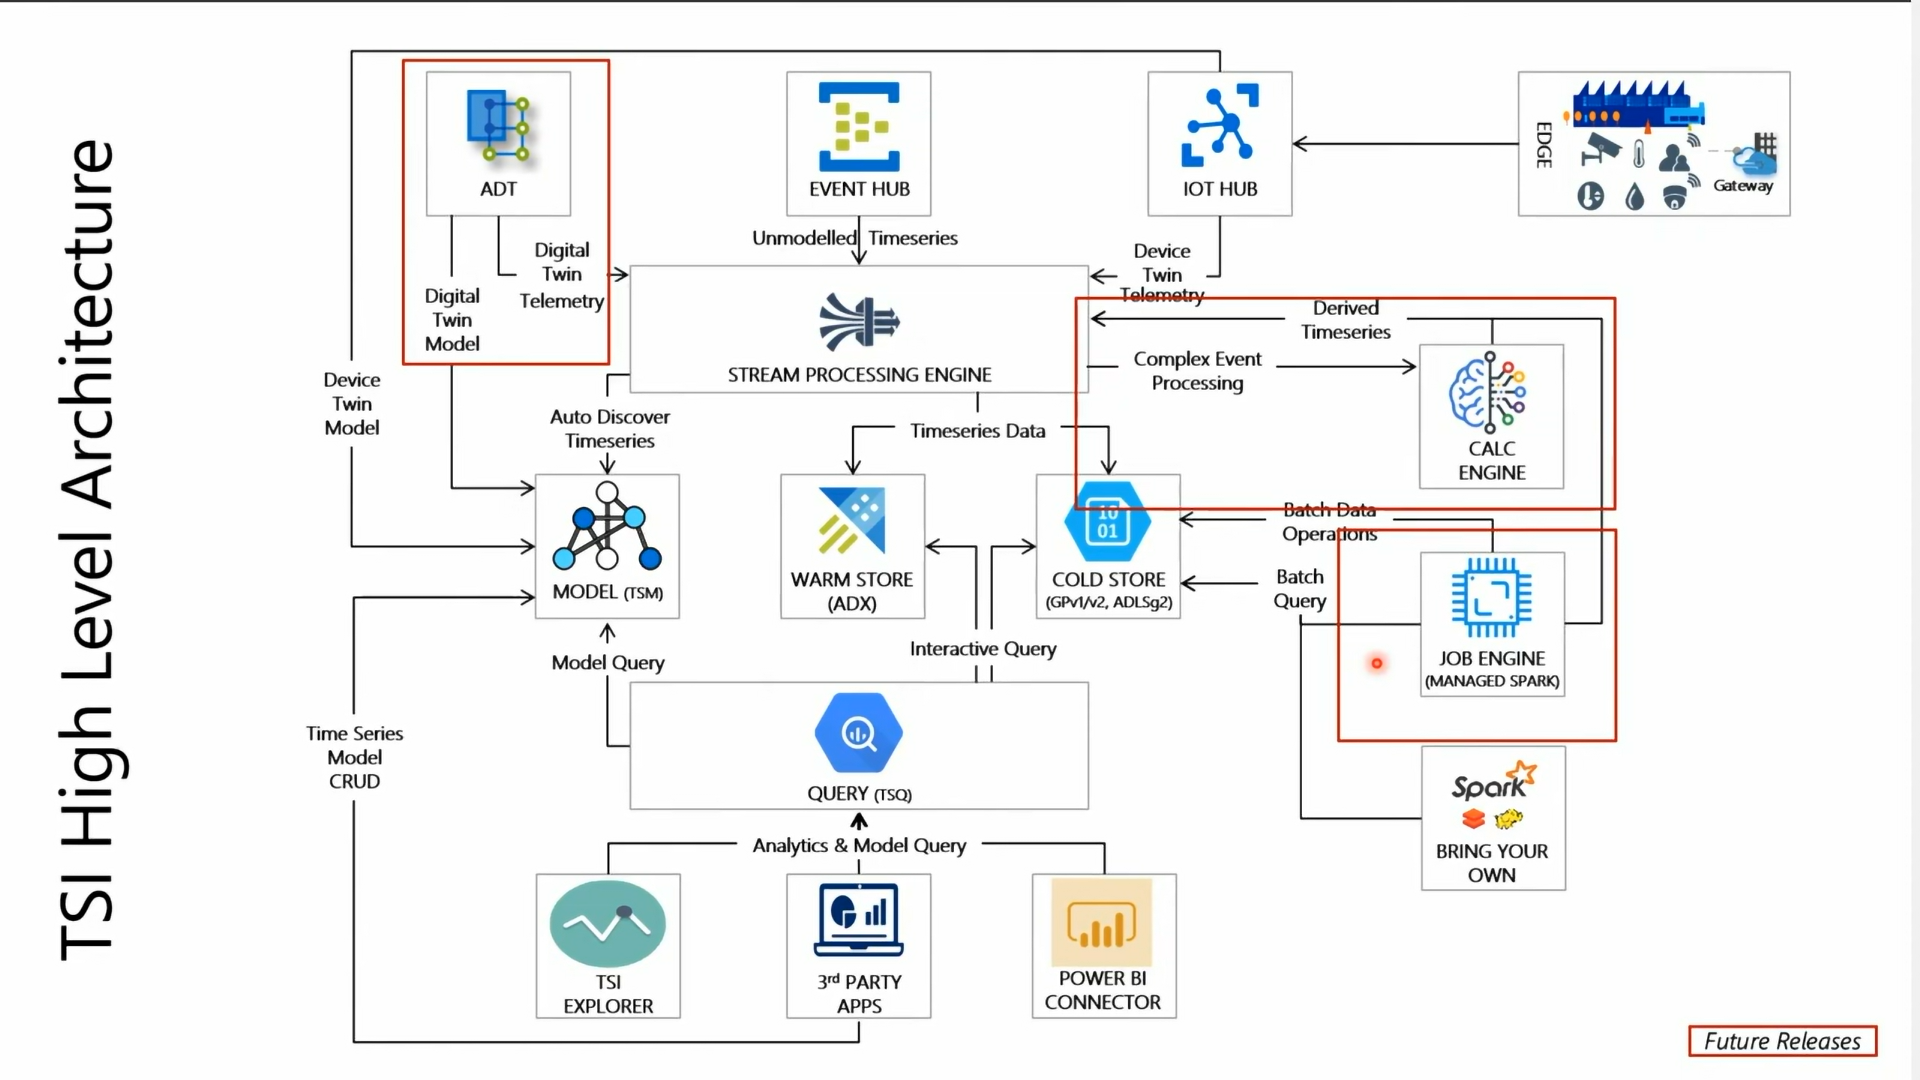 TSI High Level Architecture
ADT
EVENT HUB
IOT HUB
EDGE
Gateway
Unmodelled Timeseries
Digital
Twin
Telemetry
Device
Twin
Telemetry
Digital
Twin
Model
Derived
Timeseries
Complex Event
Processing
STREAM PROCESSING ENGINE
CALC
ENGINE
Device
Twin
Model
Auto Discover
Timeseries
Timeseries Data
10
01
Batch Data
Operations
MODEL (TSM)
WARM STORE
(ADX)
COLD STORE
(GPv1/v2, ADLSg2)
Batch
Query
JOB ENGINE
(MANAGED SPARK)
Model Query
Interactive Query
Time Series
Model
CRUD
QUERY (TSQ)
Spark
BRING YOUR
OWN
Analytics & Model Query
TSI
EXPLORER
3rd PARTY
APPS
POWER BI
CONNECTOR
Future Releases